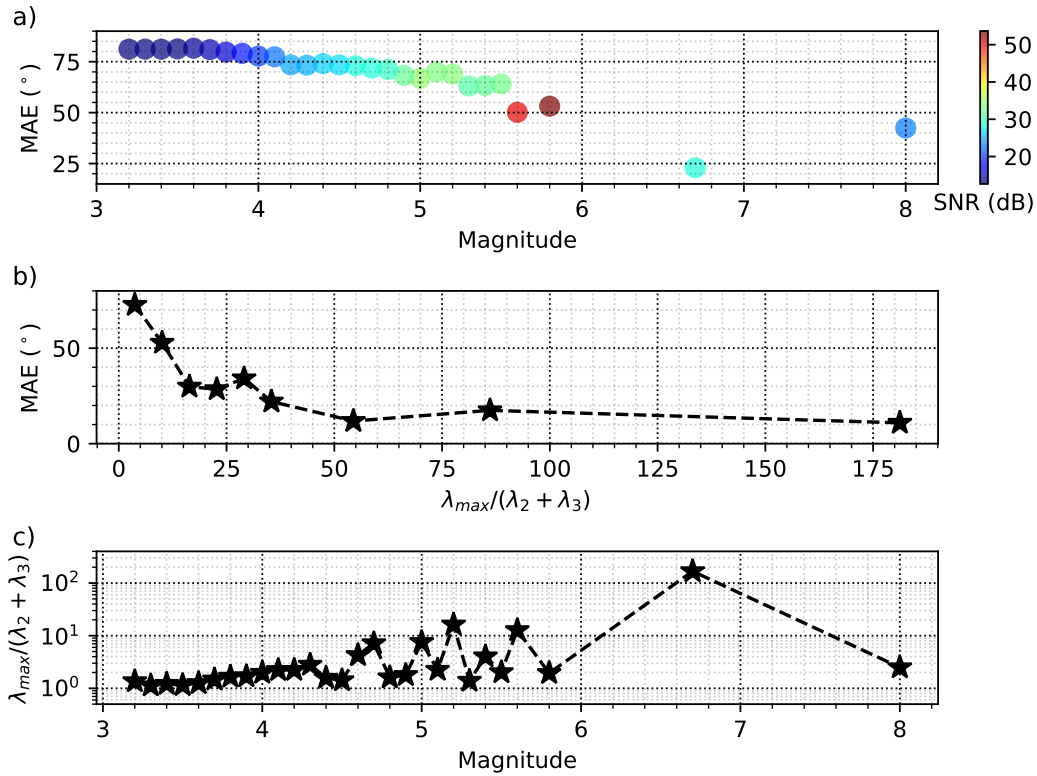 a)
MAE (°)
75
50
25
3 4 5 6 7 8
Magnitude
50
40
30
20
SNR (dB)
b)
MAE (°)
50
0
0 25 50 75 100 125 150 175
λmax/(λ2 + λ3)
c)
λmax/(λ2 + λ3)
10²
10¹
10⁰
3 4 5 6 7 8
Magnitude